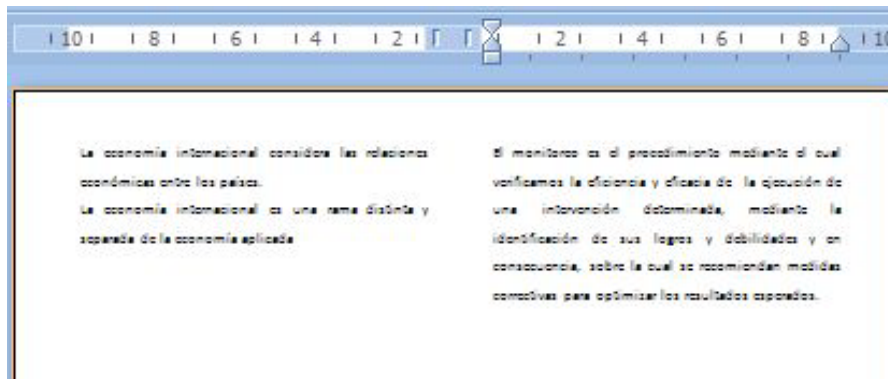 10 8 6 4 2 2 4 6 8 10
La economía internacional considera las relaciones
económicas entre los países.
La economía internacional es una rama distinta y
separada de la economía aplicada
El monitoreo es el procedimiento mediante el cual
verificamos la eficiencia y eficacia de la ejecución de
una intervención determinada, mediante la
identificación de sus logros y debilidades y en
consecuencia, sobre la cual se recomiendan medidas
correctivas para optimizar los resultados esperados.